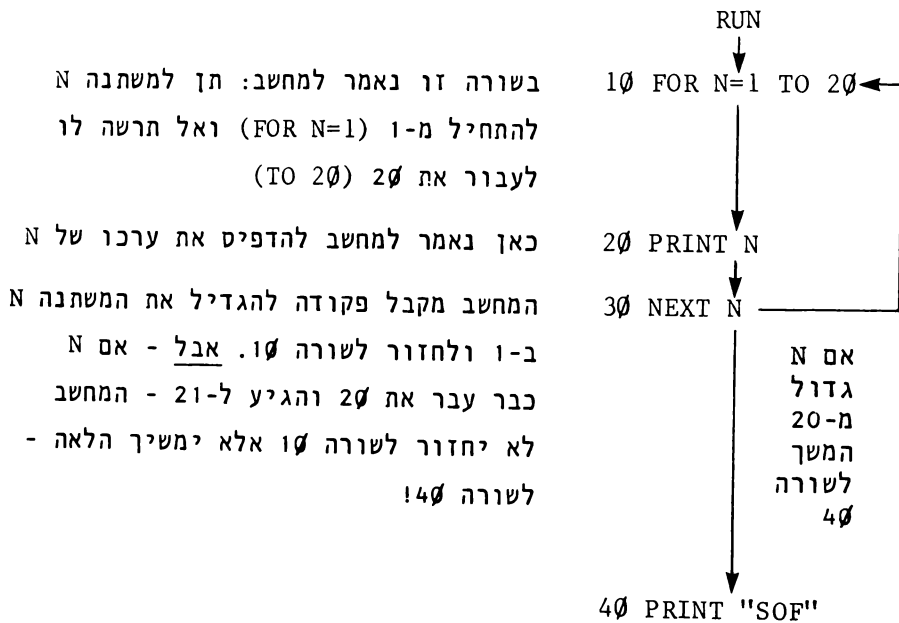 RUN
10 FOR N=1 TO 20
בשורה זו נאמר למחשב: תן למשתנה N
להתחיל מ-1 (FOR N=1) ואל תרשה לו
לעבור את 20 (TO 20)
20 PRINT N
כאן נאמר למחשב להדפיס את ערכו של N
30 NEXT N
המחשב מקבל פקודה להגדיל את המשתנה N
ב-1 ולחזור לשורה 10. אבל - אם N
כבר עבר את 20 והגיע ל-21 - המחשב
לא יחזור לשורה 10 אלא ימשיך הלאה -
לשורה 40!
אם N
גדול
מ-20
המשך
לשורה
40
40 PRINT "SOF"